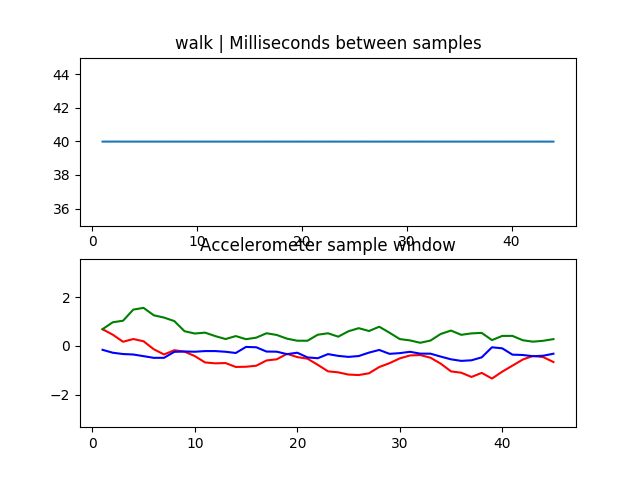 walk | Milliseconds between samples
44
42
40
38
36
0 10 20 30 40
Accelerometer sample window
2
0
−2
0 10 20 30 40